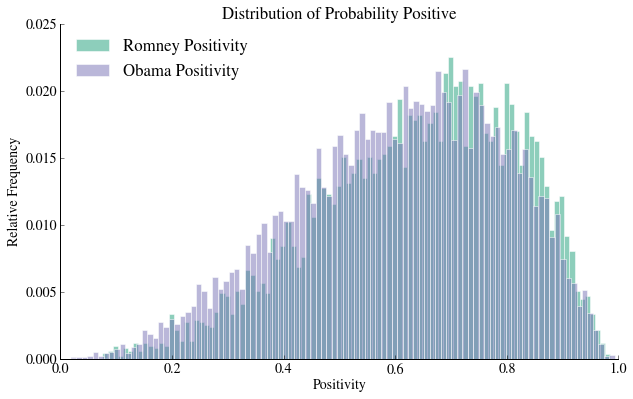 Distribution of Probability Positive
Romney Positivity
Obama Positivity
Relative Frequency
0.025
0.020
0.015
0.010
0.005
0.000
0.0 0.2 0.4 0.6 0.8 1.0
Positivity